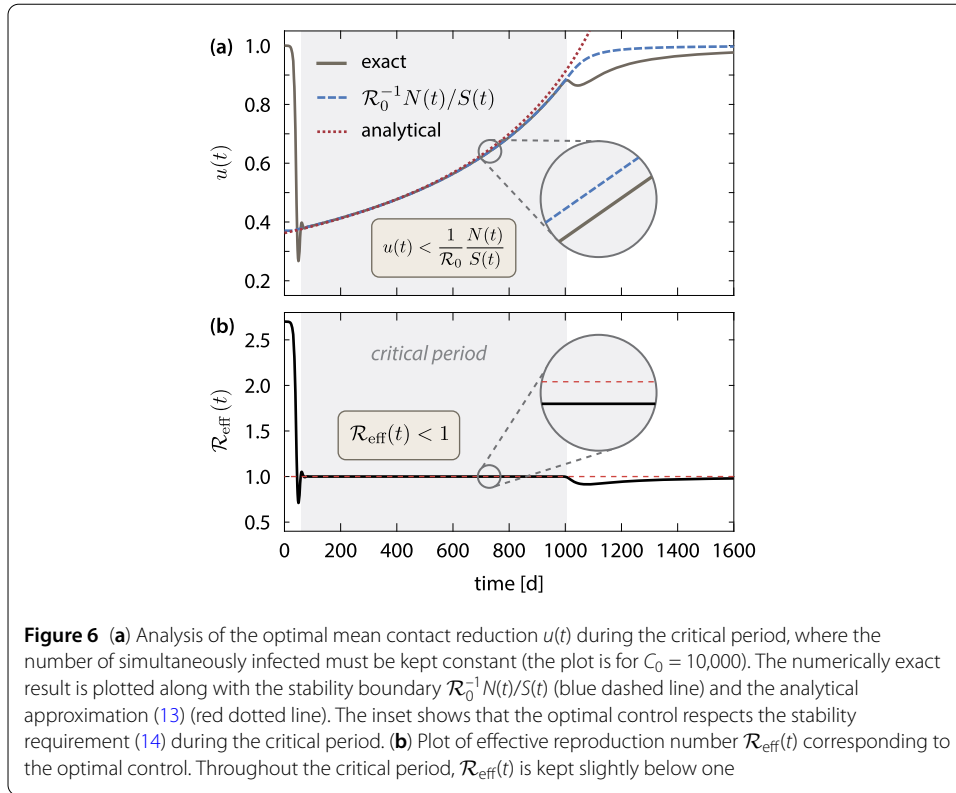 (a)
1.0
0.8
0.6
0.4
0.2
u(t)
exact
R₀⁻¹N(t)/S(t)
analytical
u(t) < 1/R₀ N(t)/S(t)
(b)
2.5
2.0
1.5
1.0
0.5
R_eff(t)
critical period
R_eff(t) < 1
0 200 400 600 800 1000 1200 1400 1600
time [d]
Figure 6 (a) Analysis of the optimal mean contact reduction u(t) during the critical period, where the
number of simultaneously infected must be kept constant (the plot is for C₀ = 10,000). The numerically exact
result is plotted along with the stability boundary R₀⁻¹N(t)/S(t) (blue dashed line) and the analytical
approximation (13) (red dotted line). The inset shows that the optimal control respects the stability
requirement (14) during the critical period. (b) Plot of effective reproduction number R_eff(t) corresponding to
the optimal control. Throughout the critical period, R_eff(t) is kept slightly below one